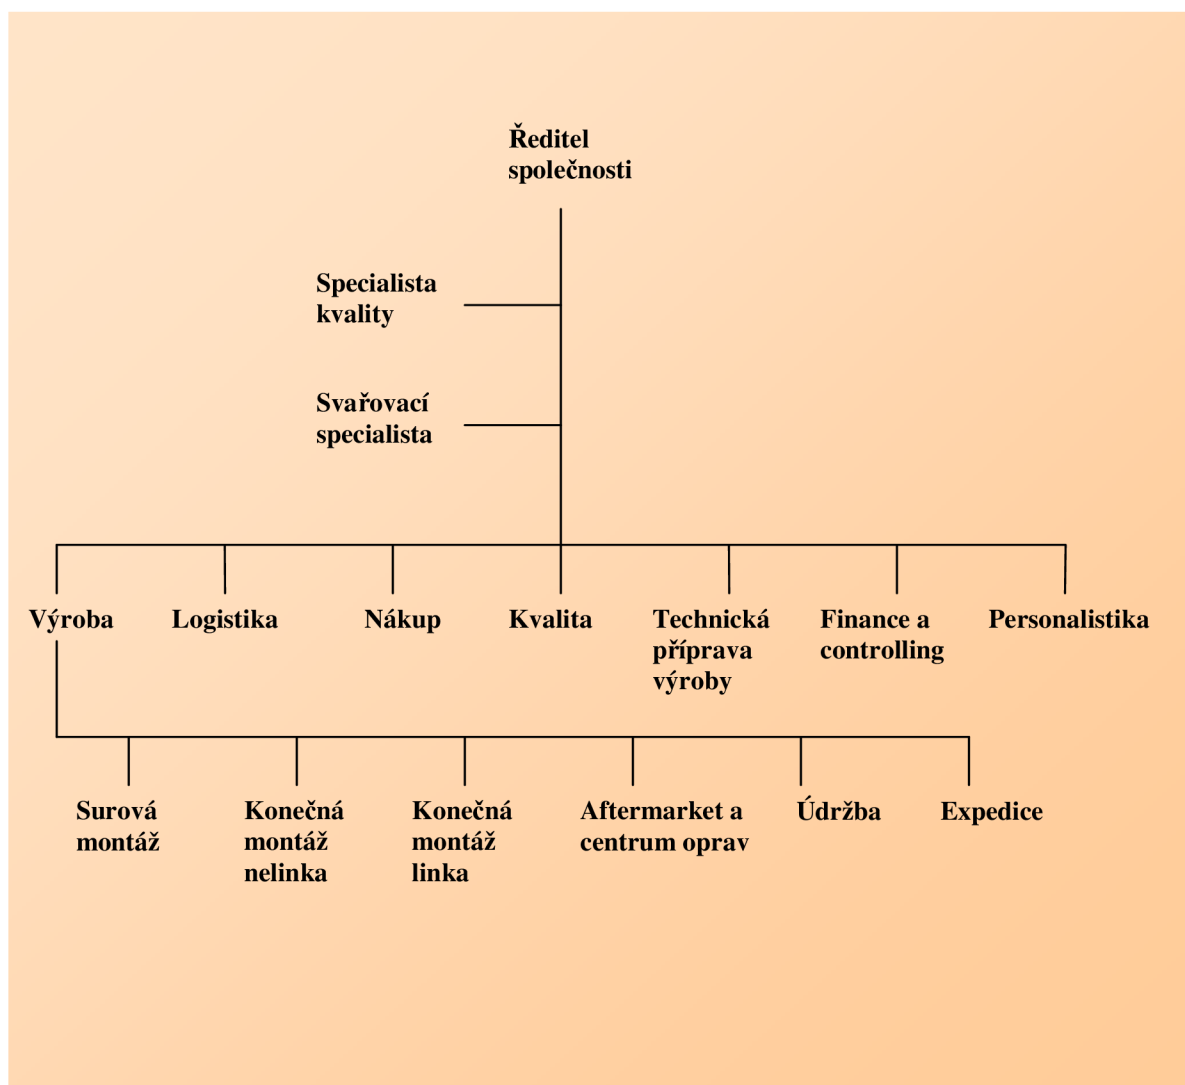 Ředitel
společnosti
Specialista
kvality
Svařovací
specialista
Výroba
Logistika
Nákup
Kvalita
Technická
příprava
výroby
Finance a
controlling
Personalistika
Surová
montáž
Konečná
montáž
nelinka
Konečná
montáž
linka
Aftermarket a
centrum oprav
Údržba
Expedice